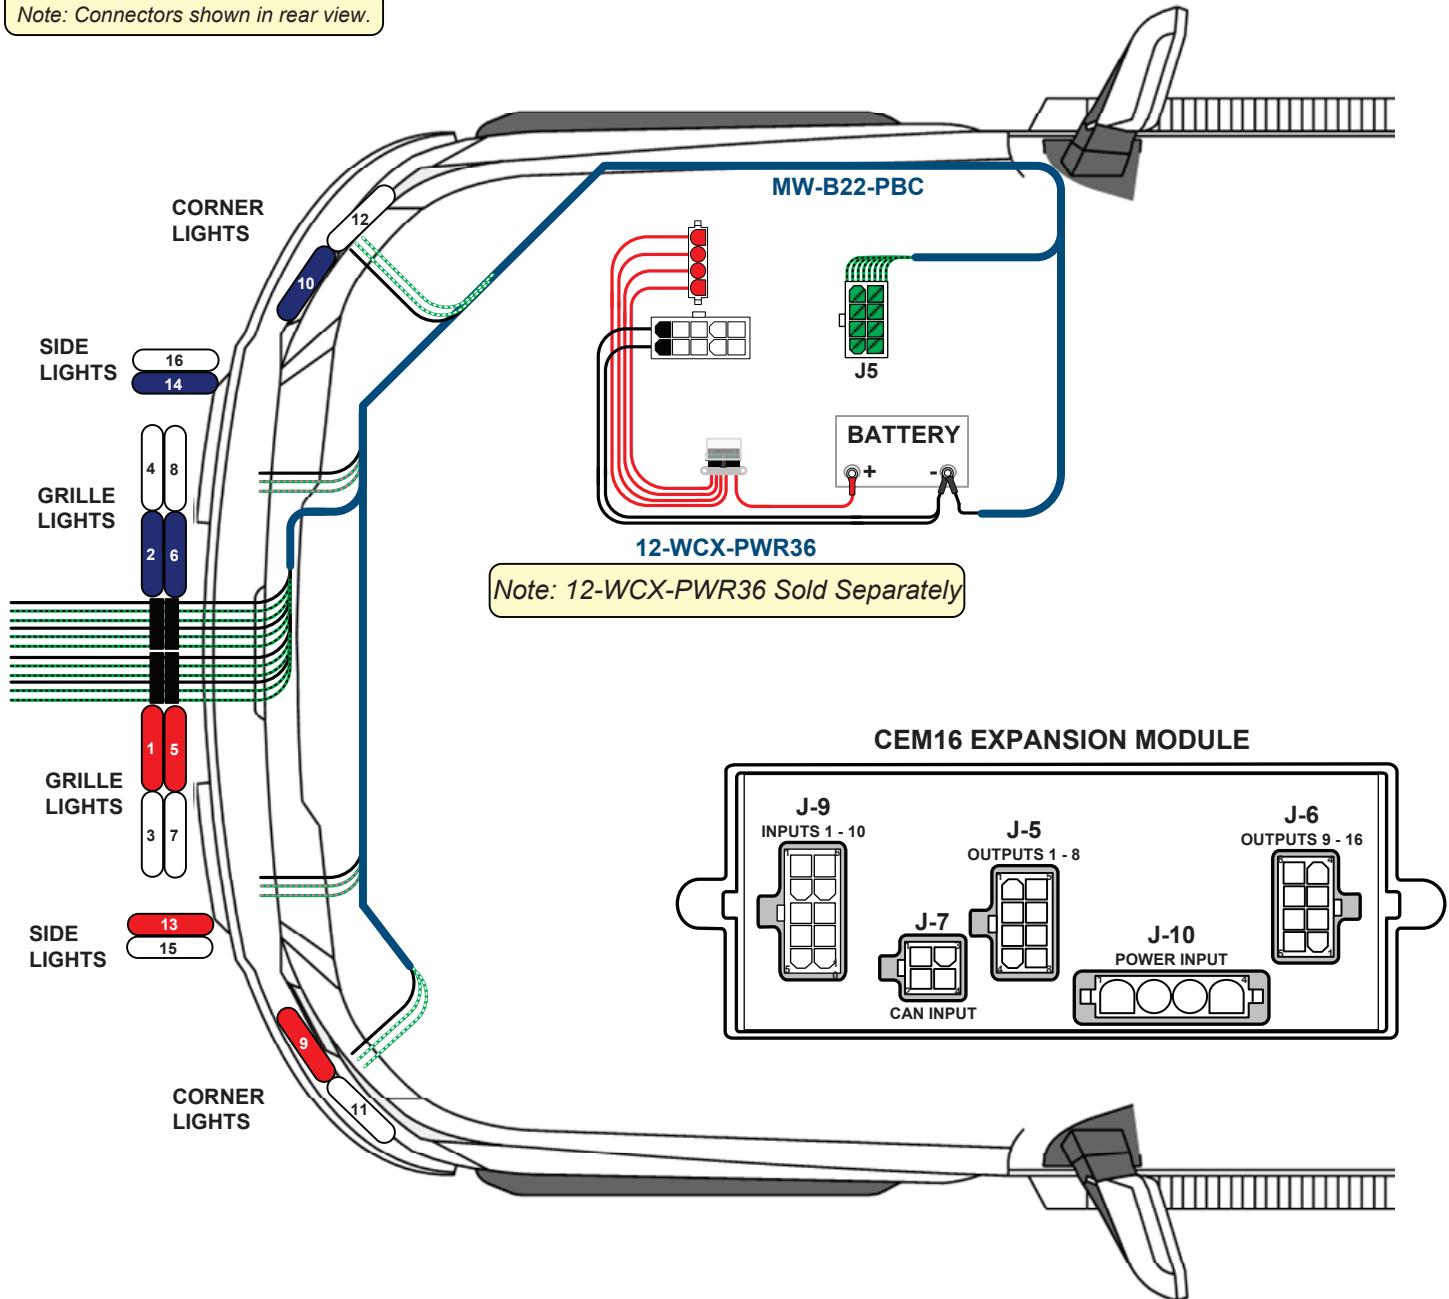 Note: Connectors shown in rear view.
MW-B22-PBC
CORNER
LIGHTS
12
10
SIDE
LIGHTS
16
14
J5
BATTERY
+ -
4 8
GRILLE
LIGHTS
2 6
12-WCX-PWR36
Note: 12-WCX-PWR36 Sold Separately
1 5
GRILLE
LIGHTS
3 7
SIDE
LIGHTS
13
15
9
CORNER
LIGHTS
11
CEM16 EXPANSION MODULE
J-9
INPUTS 1 - 10
J-5
OUTPUTS 1 - 8
J-6
OUTPUTS 9 - 16
J-7
CAN INPUT
J-10
POWER INPUT
1 4